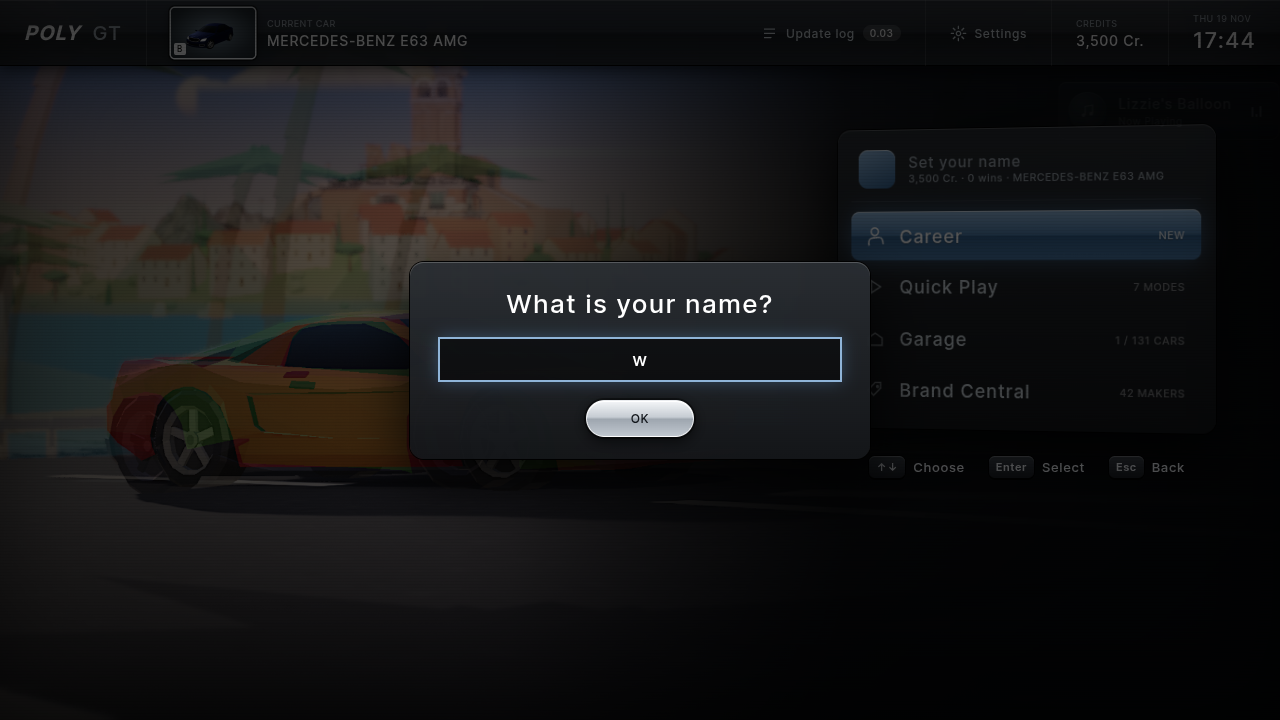 POLY GT
B
CURRENT CAR
MERCEDES-BENZ E63 AMG
Update log 0.03
Settings
CREDITS
3,500 Cr.
THU 19 NOV
17:44
Lizzie's Balloon
Set your name
3,500 Cr. · 0 wins · MERCEDES-BENZ E63 AMG
Career NEW
Quick Play 7 MODES
Garage 1 / 131 CARS
Brand Central 42 MAKERS
What is your name?
w
OK
↑↓ Choose Enter Select Esc Back